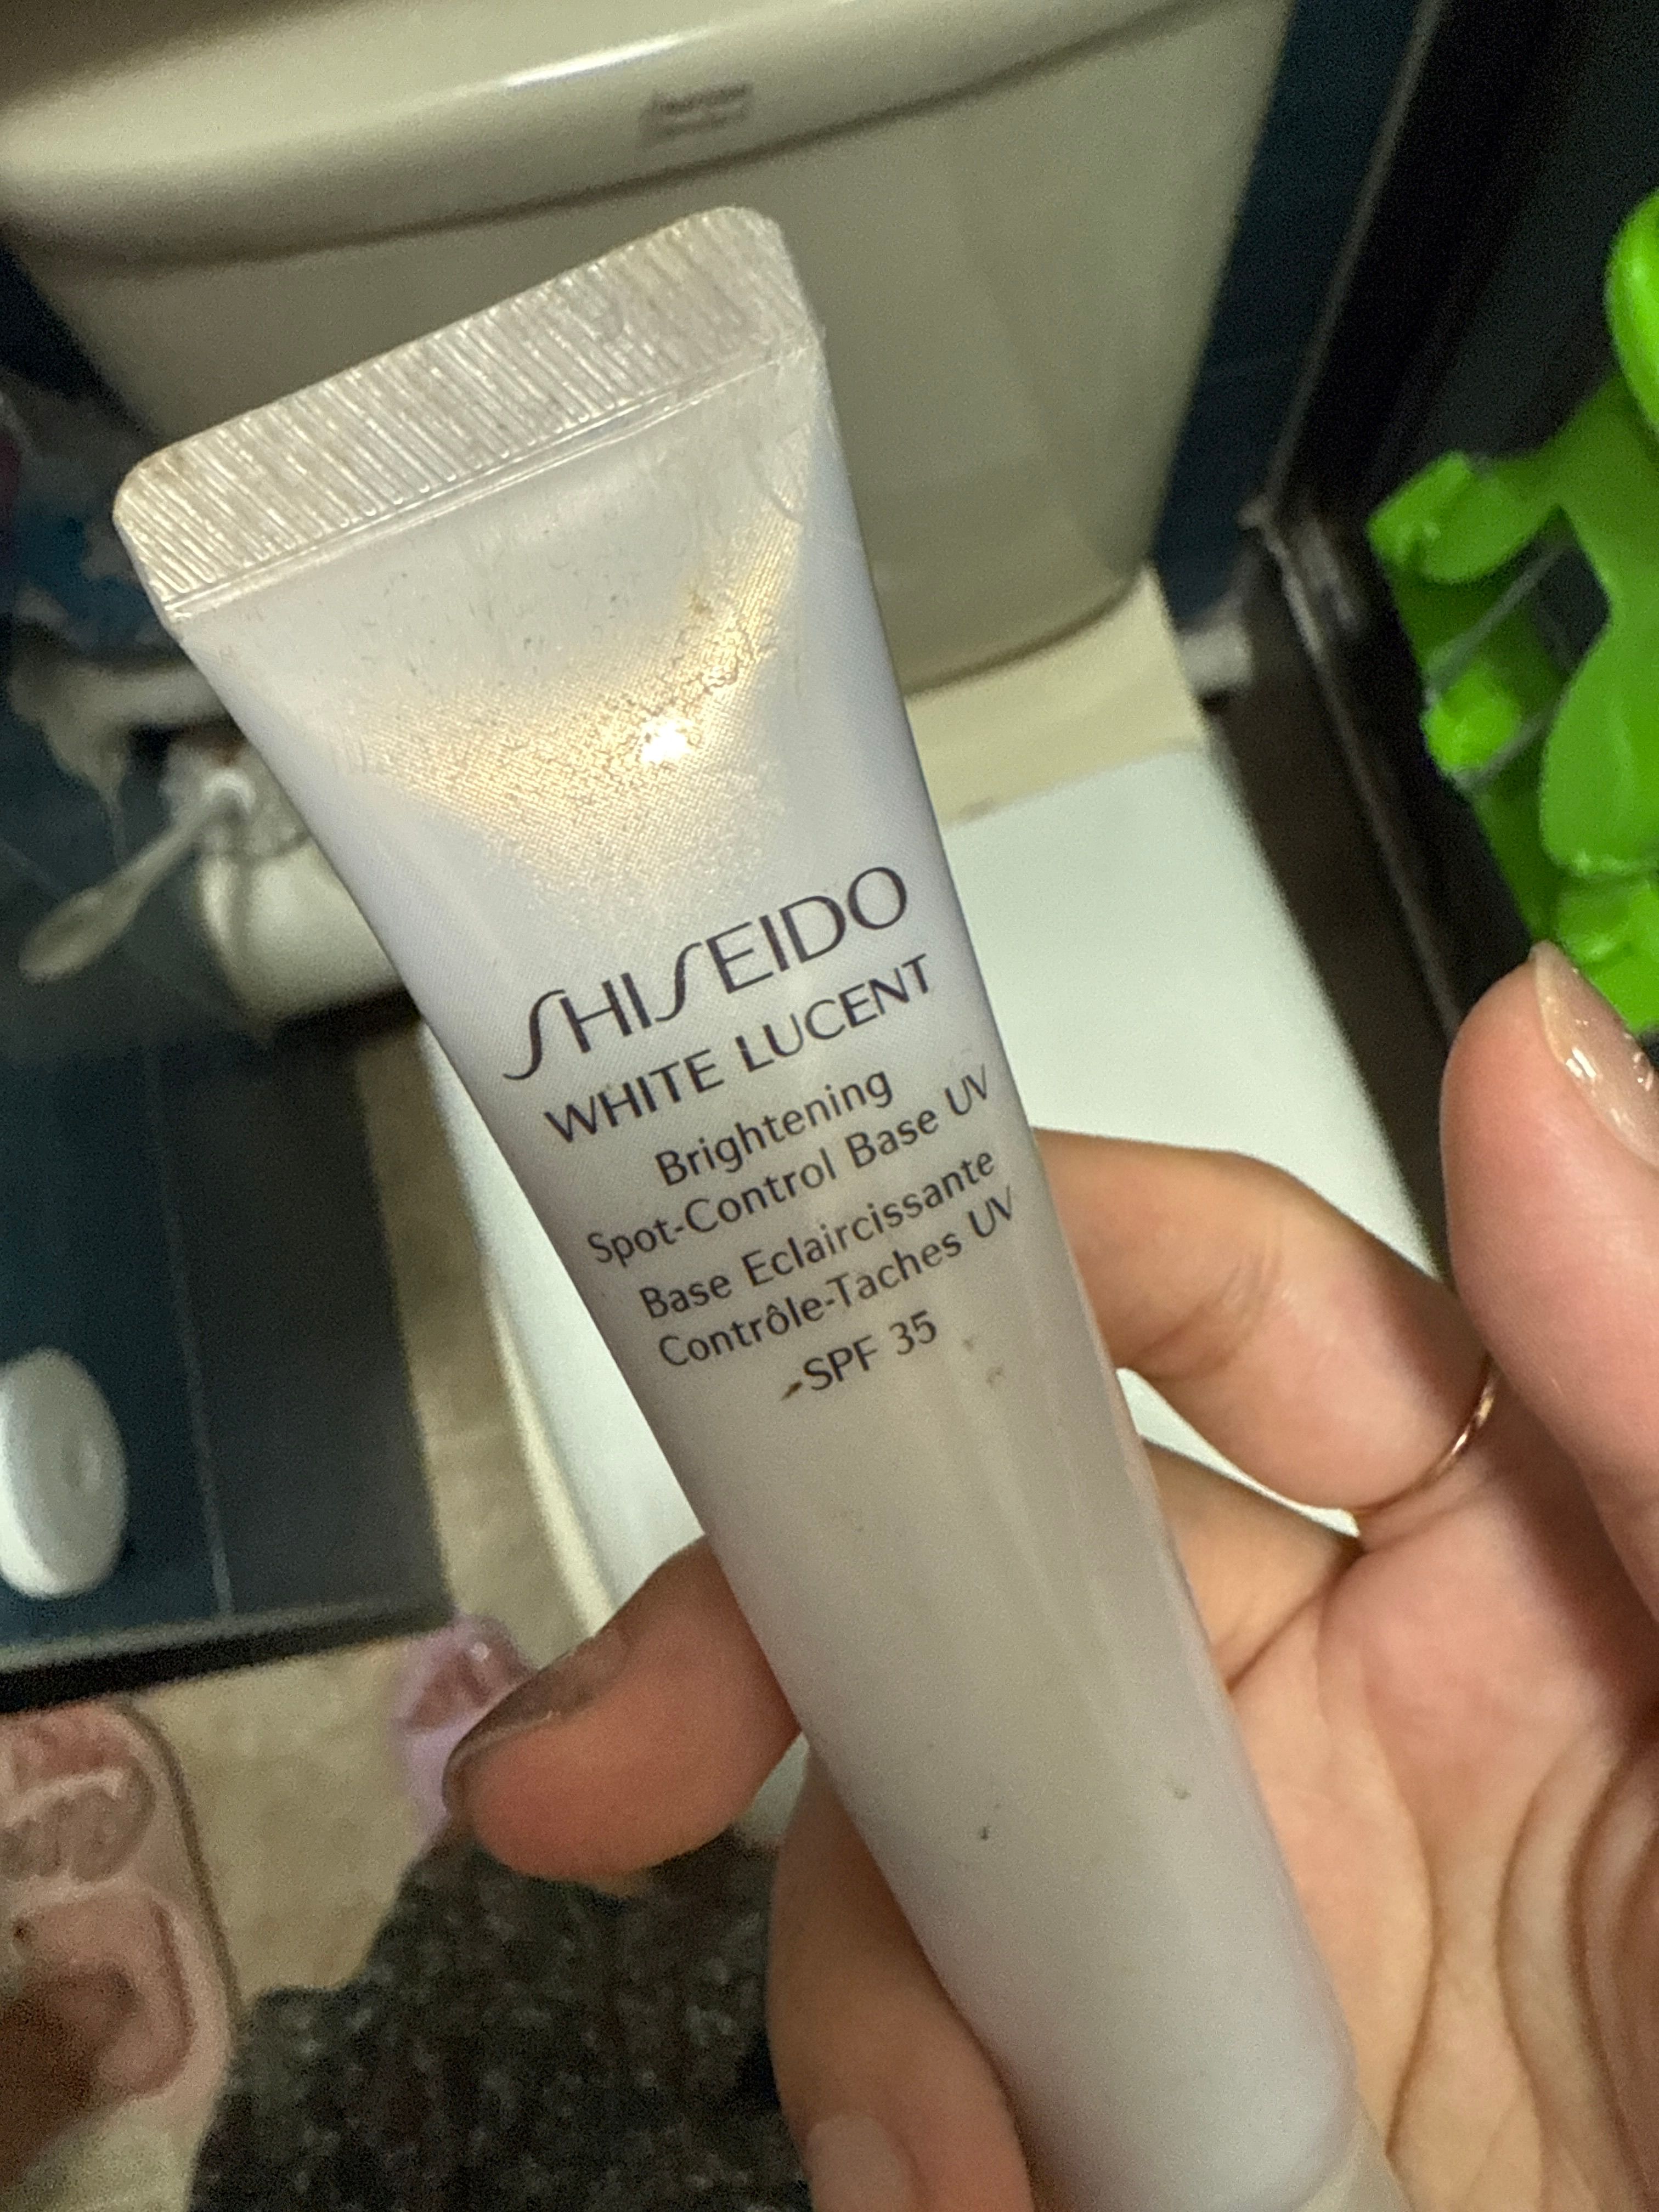 SHISEIDO
WHITE LUCENT
Brightening
Spot-Control Base UV
Base Eclaircissante
Contrôle-Taches UV
SPF 35